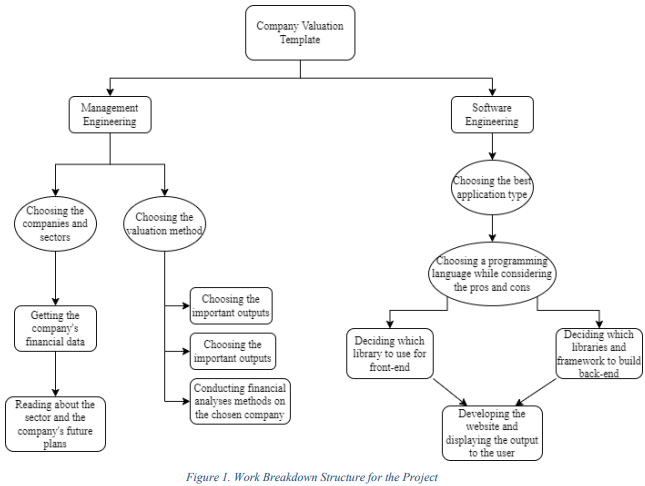 Company Valuation
Template
Management
Engineering
Software
Engineering
Choosing the
companies and
sectors
Choosing the
valuation method
Choosing the best
application type
Choosing a programming
language while considering
the pros and cons
Getting the
company's
financial data
Choosing the
important outputs
Choosing the
important outputs
Conducting financial
analyses methods on
the chosen company
Reading about the
sector and the
company's future
plans
Deciding which
library to use for
front-end
Deciding which
libraries and
framework to build
back-end
Developing the
website and
displaying the output
to the user
Figure 1. Work Breakdown Structure for the Project